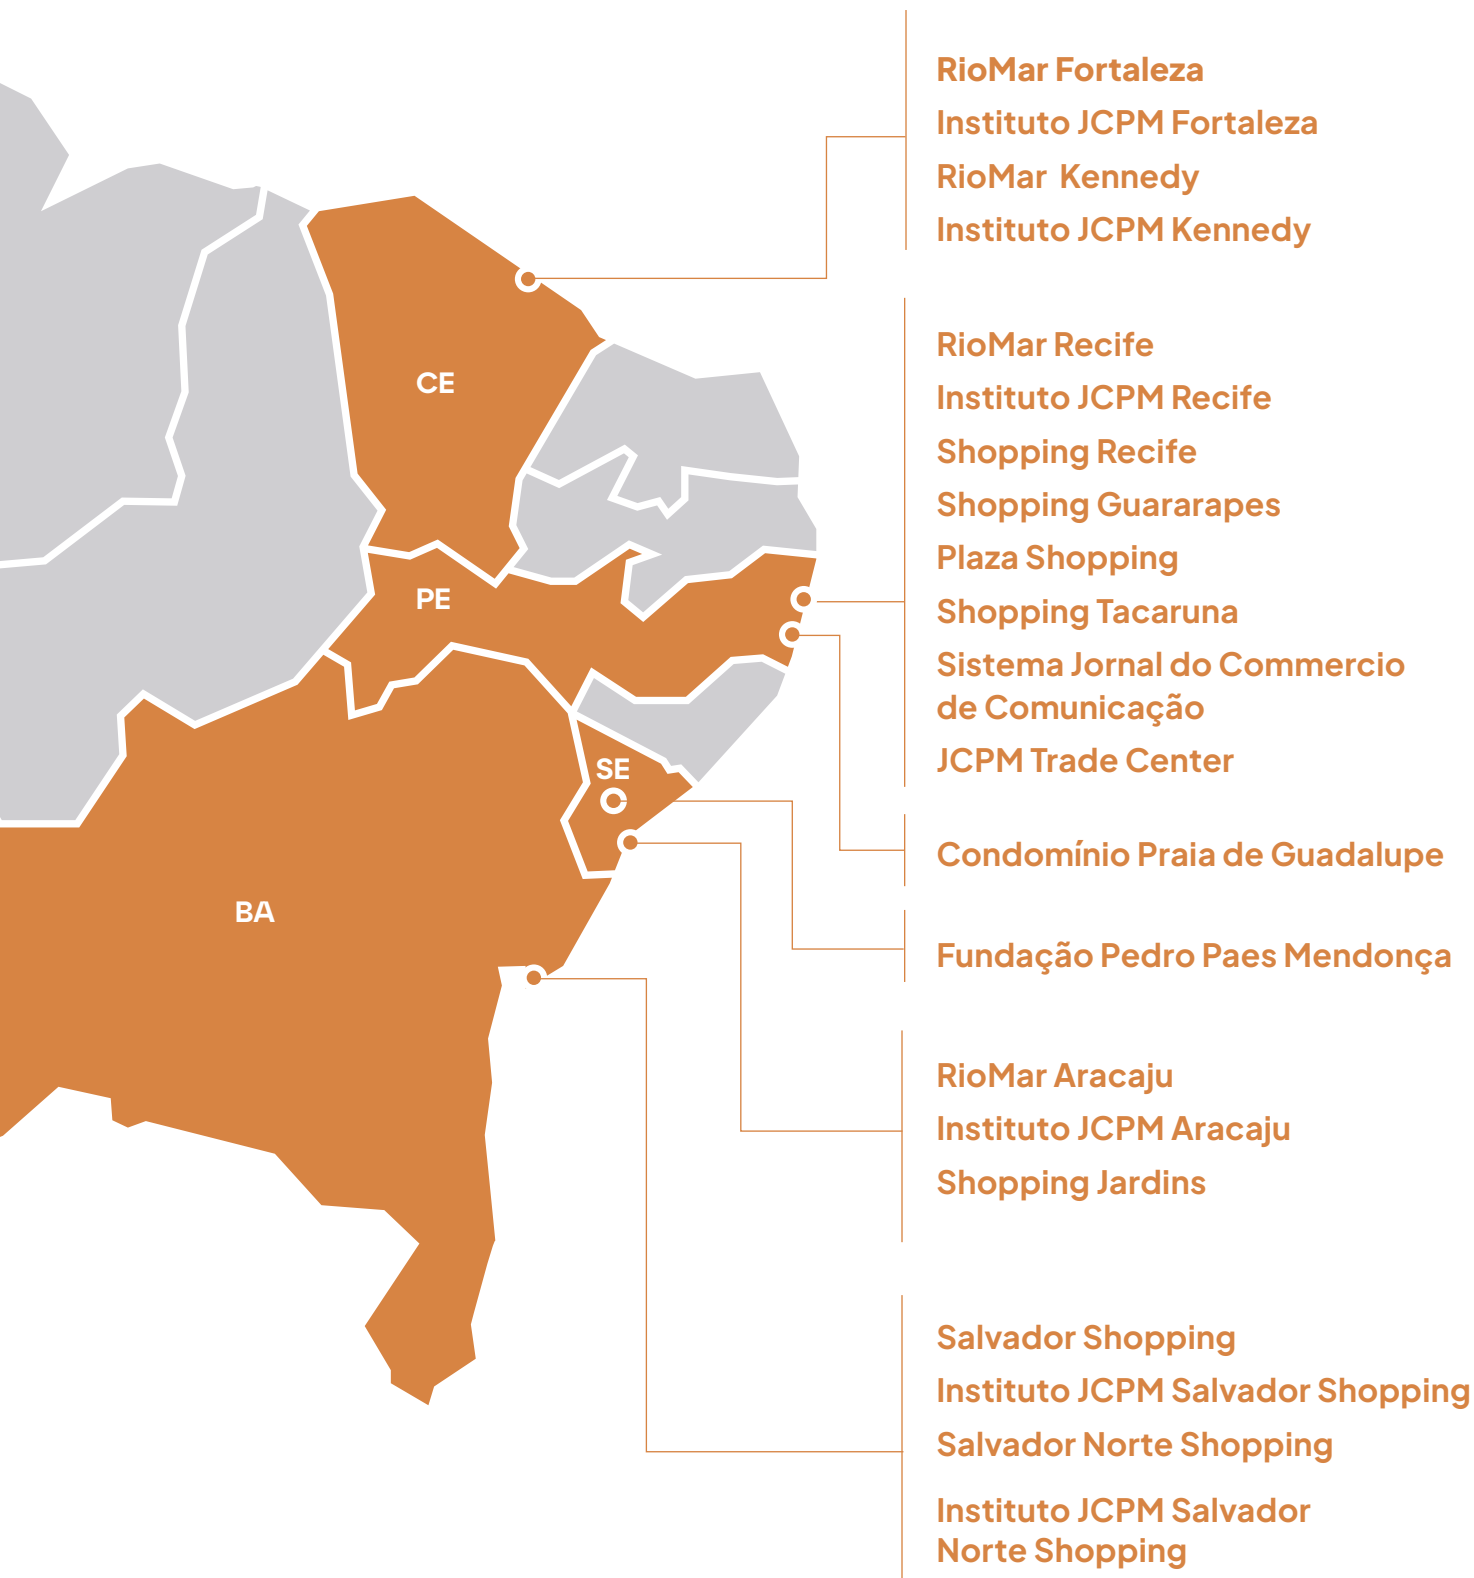 RioMar Fortaleza
Instituto JCPM Fortaleza
RioMar Kennedy
Instituto JCPM Kennedy
RioMar Recife
Instituto JCPM Recife
Shopping Recife
Shopping Guararapes
Plaza Shopping
Shopping Tacaruna
Sistema Jornal do Commercio
de Comunicação
JCPM Trade Center
Condomínio Praia de Guadalupe
Fundação Pedro Paes Mendonça
RioMar Aracaju
Instituto JCPM Aracaju
Shopping Jardins
Salvador Shopping
Instituto JCPM Salvador Shopping
Salvador Norte Shopping
Instituto JCPM Salvador
Norte Shopping
CE
PE
SE
BA